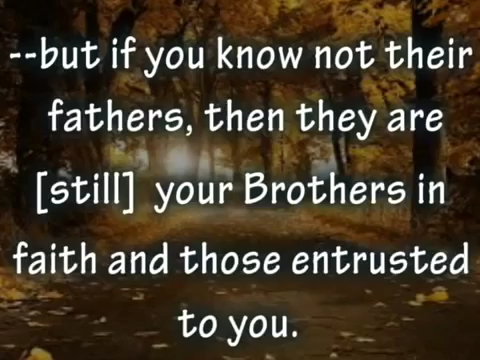 --but if you know not their
fathers, then they are
[still] your Brothers in
faith and those entrusted
to you.